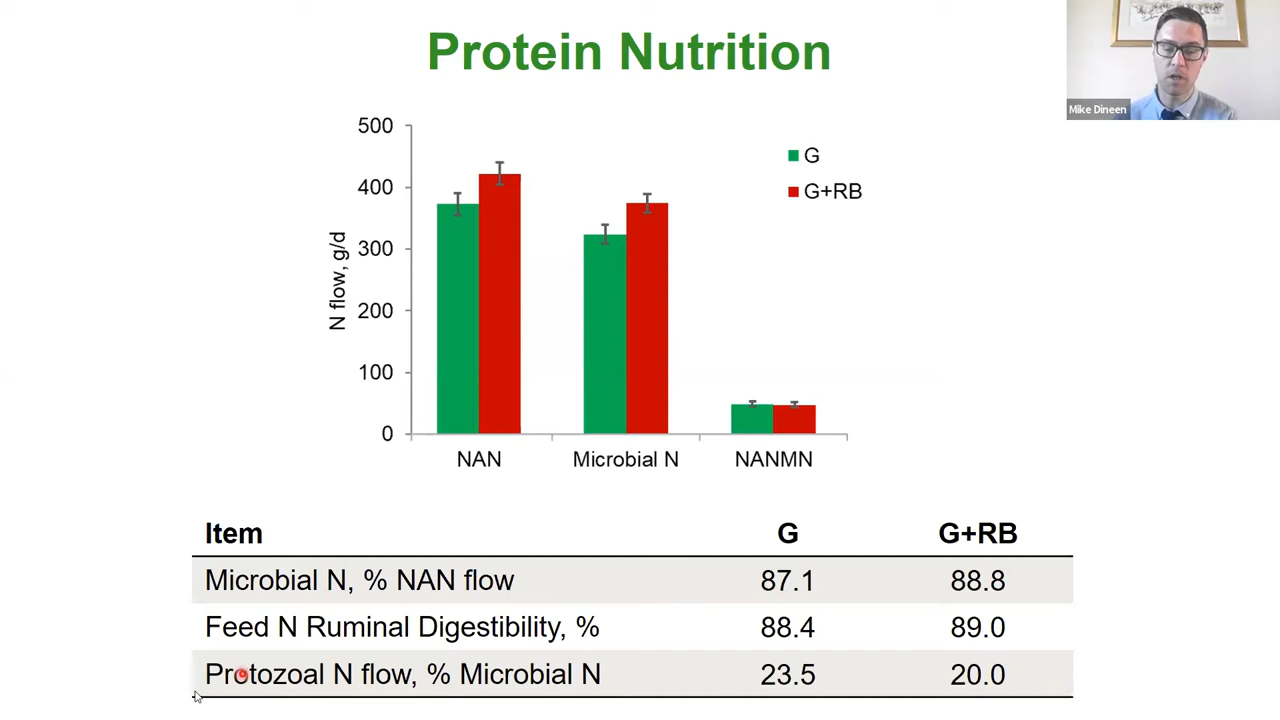 Protein Nutrition
Mike Dineen
500
400
300
200
100
0
N flow, g/d
G
G+RB
NAN Microbial N NANMN
Item G G+RB
Microbial N, % NAN flow 87.1 88.8
Feed N Ruminal Digestibility, % 88.4 89.0
Protozoal N flow, % Microbial N 23.5 20.0